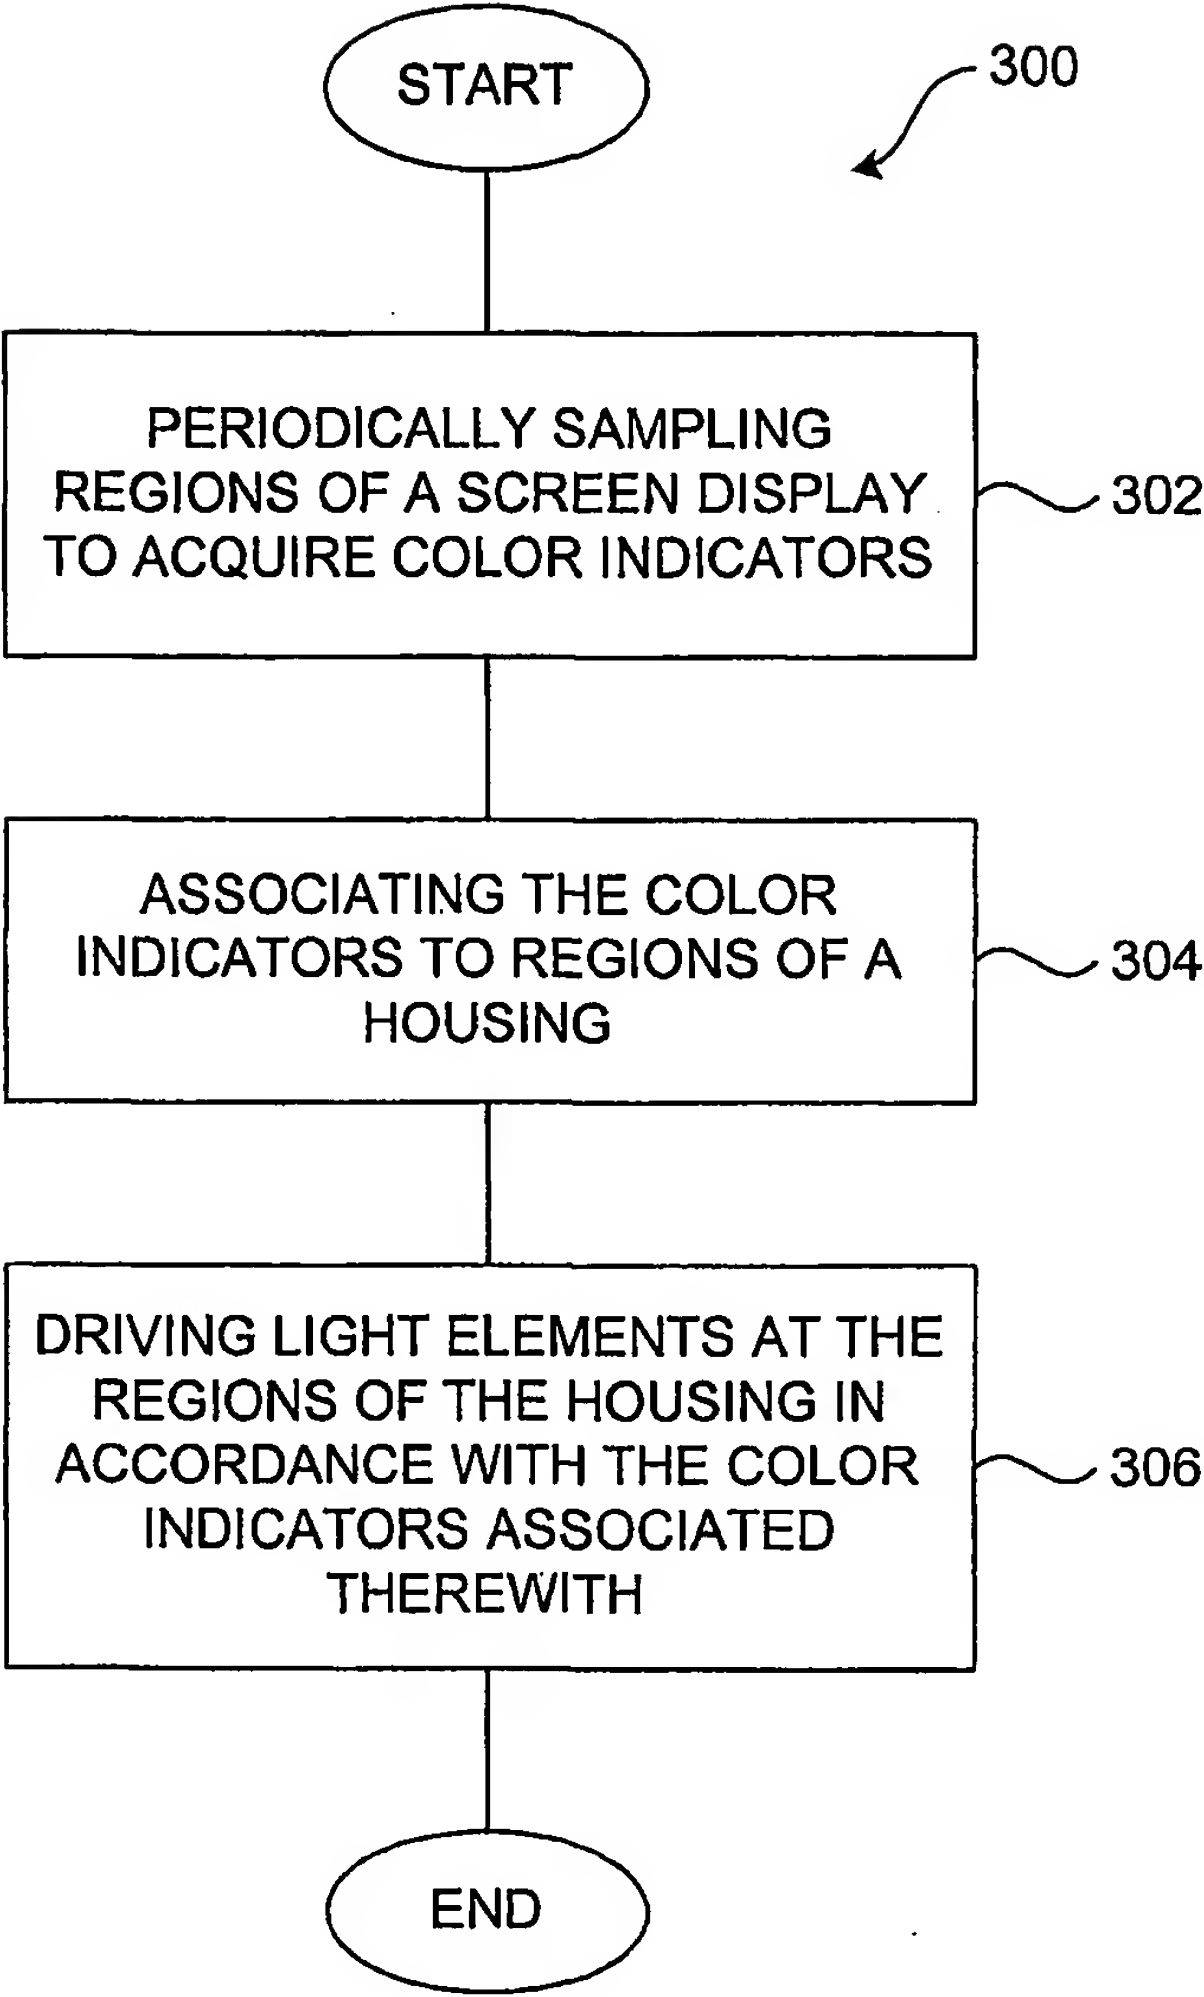 START
300
PERIODICALLY SAMPLING
REGIONS OF A SCREEN DISPLAY
TO ACQUIRE COLOR INDICATORS
302
ASSOCIATING THE COLOR
INDICATORS TO REGIONS OF A
HOUSING
304
DRIVING LIGHT ELEMENTS AT THE
REGIONS OF THE HOUSING IN
ACCORDANCE WITH THE COLOR
INDICATORS ASSOCIATED
THEREWITH
306
END